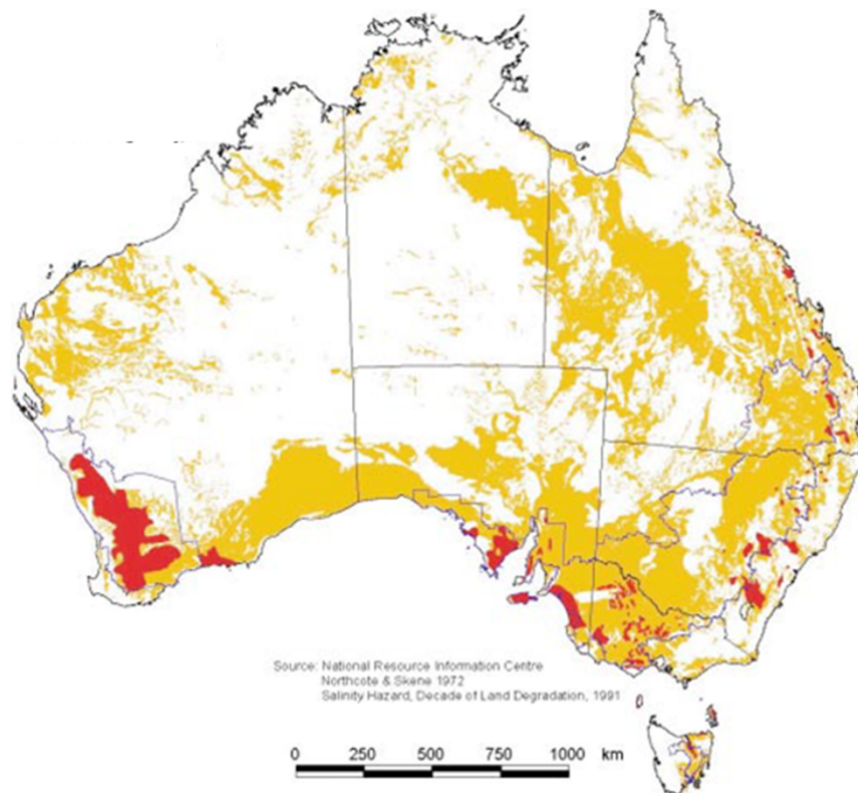 Source: National Resource Information Centre
Northcote & Skene 1972
Salinity Hazard, Decade of Land Degradation, 1991
0 250 500 750 1000 km